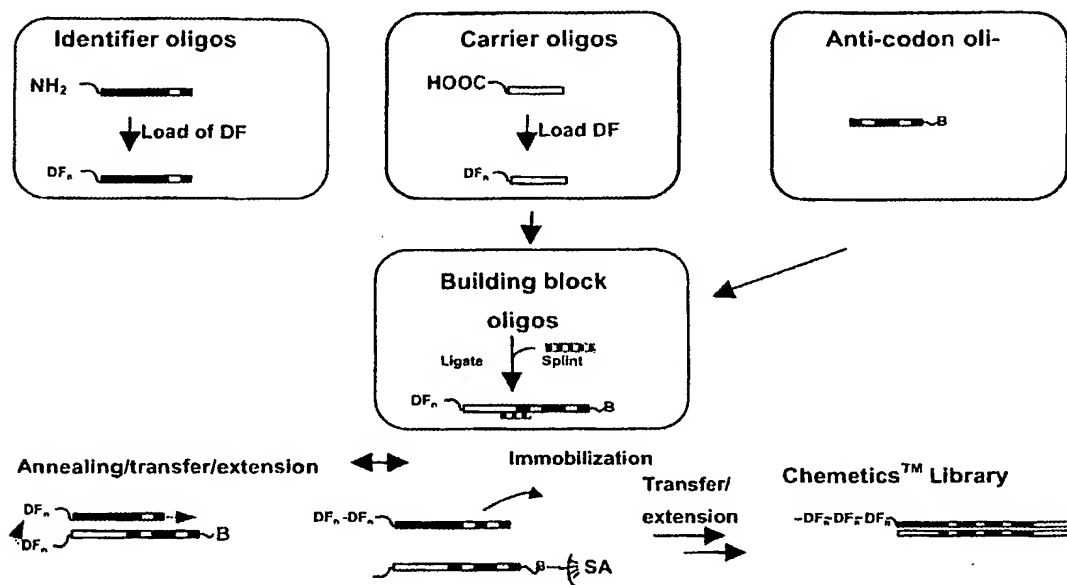 Identifier oligos
NH2
Load of DF
DFn
Carrier oligos
HOOC
Load DF
DFn
Anti-codon oli-
B
Building block
oligos
Ligate
Splint
DFn
B
Annealing/transfer/extension
DFn
DFn
B
Immobilization
DFn-DFn
B
SA
Transfer/
extension
Chemetics™ Library
-DFn-DFn-DFn